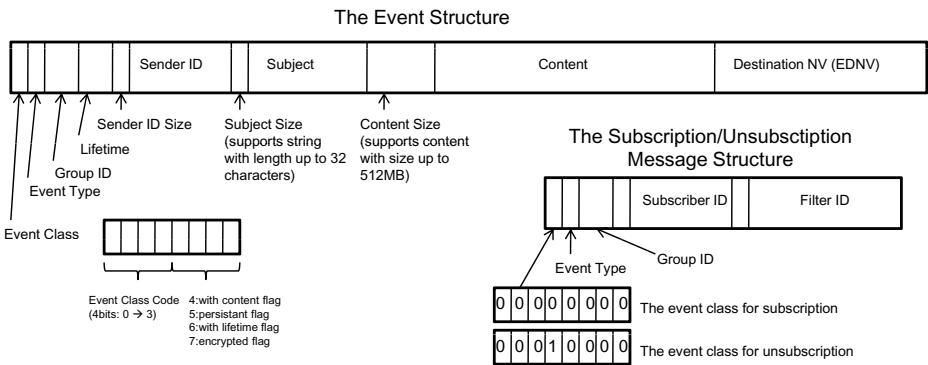 The Event Structure
Sender ID
Subject
Content
Destination NV (EDNV)
Sender ID Size
Lifetime
Group ID
Event Type
Event Class
Subject Size
(supports string
with length up to 32
characters)
Content Size
(supports content
with size up to
512MB)
Event Class Code
(4bits: 0 → 3)
4:with content flag
5:persistant flag
6:with lifetime flag
7:encrypted flag
The Subscription/Unsubsctiption
Message Structure
Subscriber ID
Filter ID
Event Type
Group ID
0 0 0 0 0 0 0 0
The event class for subscription
0 0 0 1 0 0 0 0
The event class for unsubscription